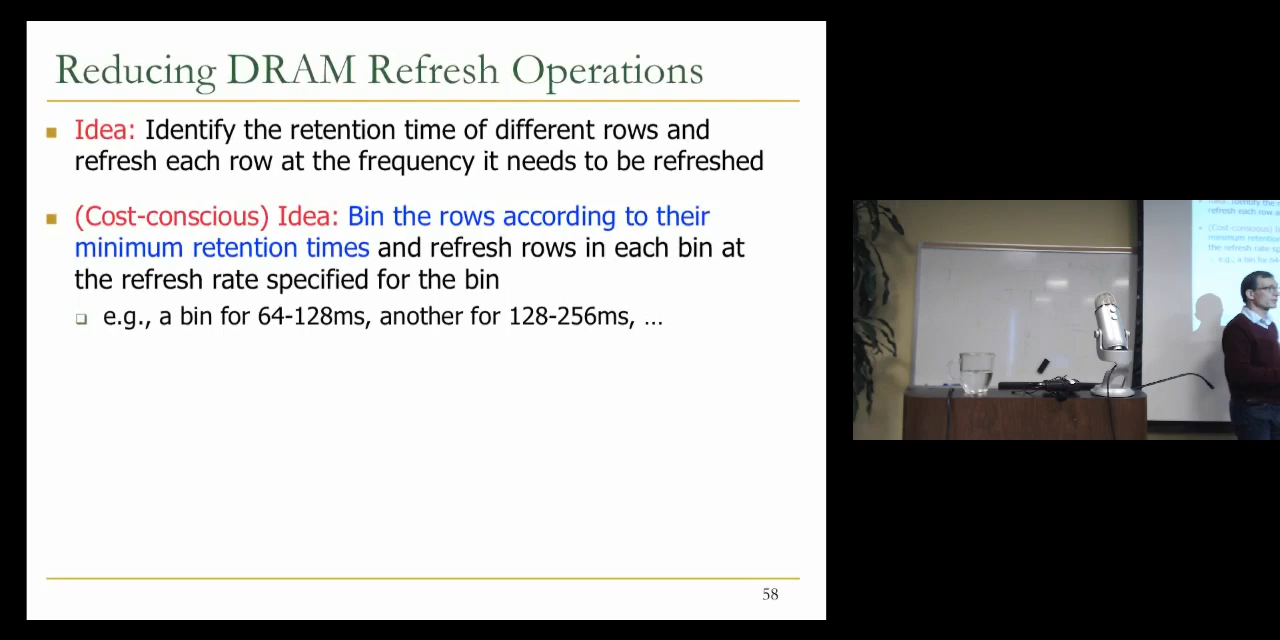 Reducing DRAM Refresh Operations
Idea: Identify the retention time of different rows and
refresh each row at the frequency it needs to be refreshed
(Cost-conscious) Idea: Bin the rows according to their
minimum retention times and refresh rows in each bin at
the refresh rate specified for the bin
e.g., a bin for 64-128ms, another for 128-256ms, …
58